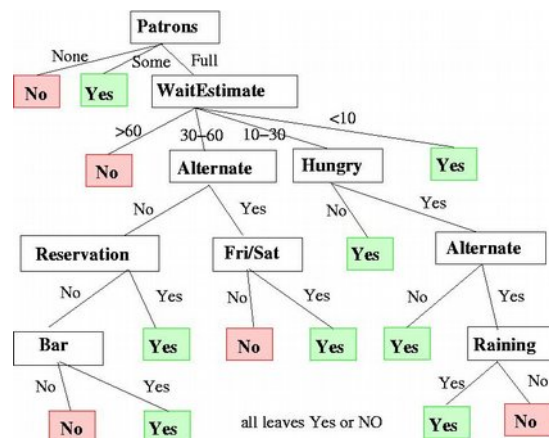 Patrons
None Some Full
No Yes WaitEstimate
>60 30–60 10–30 <10
No Alternate Hungry Yes
No Yes No Yes
Reservation Fri/Sat Yes Alternate
No Yes No Yes No Yes
Bar Yes No Yes Yes Raining
No Yes Yes No
No Yes all leaves Yes or NO Yes No